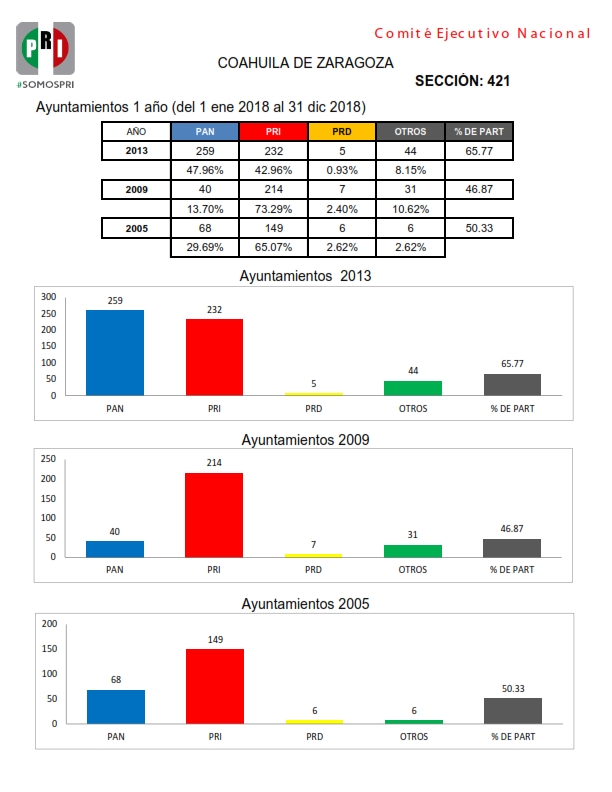 Comité Ejecutivo Nacional
PRI
#SOMOSPRI
COAHUILA DE ZARAGOZA
SECCIÓN: 421
Ayuntamientos 1 año (del 1 ene 2018 al 31 dic 2018)
AÑO PAN PRI PRD OTROS % DE PART
2013 259 232 5 44 65.77
47.96% 42.96% 0.93% 8.15%
2009 40 214 7 31 46.87
13.70% 73.29% 2.40% 10.62%
2005 68 149 6 6 50.33
29.69% 65.07% 2.62% 2.62%
Ayuntamientos 2013
300
250
200
150
100
50
0
259 232 5 44 65.77
PAN PRI PRD OTROS % DE PART
Ayuntamientos 2009
250
200
150
100
50
0
40 214 7 31 46.87
PAN PRI PRD OTROS % DE PART
Ayuntamientos 2005
200
150
100
50
0
68 149 6 6 50.33
PAN PRI PRD OTROS % DE PART